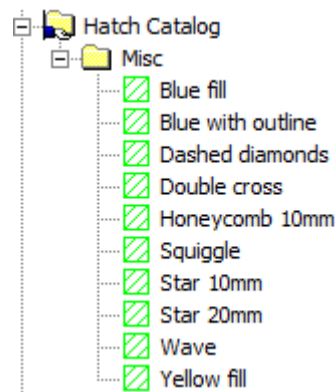 Hatch Catalog
Misc
Blue fill
Blue with outline
Dashed diamonds
Double cross
Honeycomb 10mm
Squiggle
Star 10mm
Star 20mm
Wave
Yellow fill